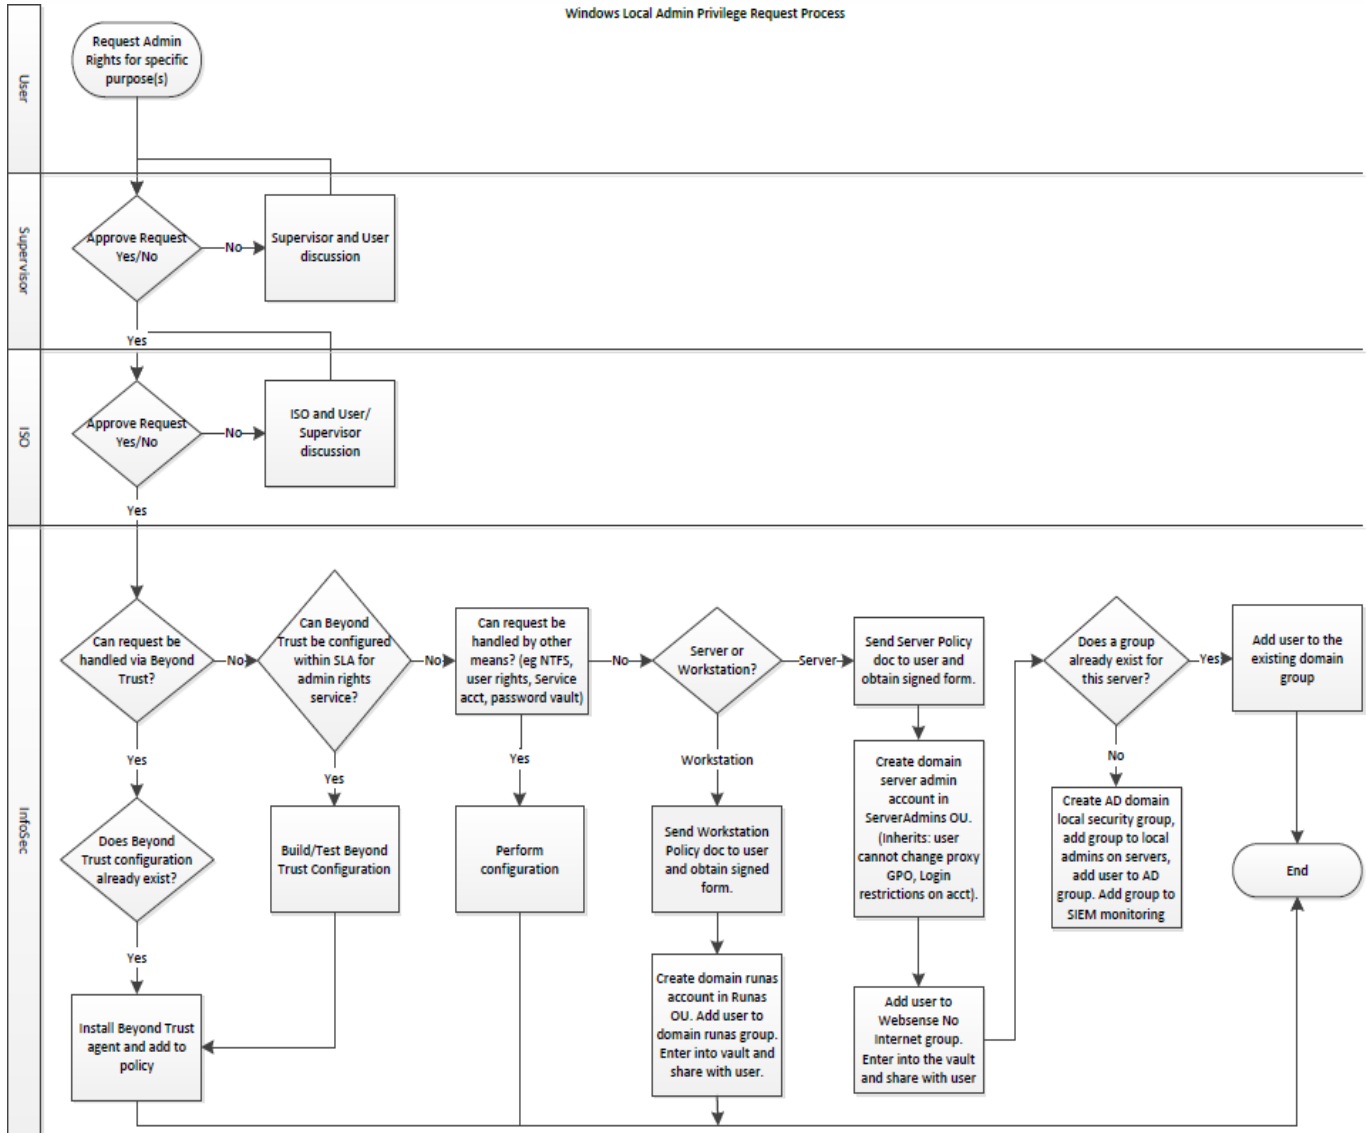 Windows Local Admin Privilege Request Process
User
Request Admin
Rights for specific
purpose(s)
Supervisor
Approve Request
Yes/No
No
Supervisor and User
discussion
Yes
ISO
Approve Request
Yes/No
No
ISO and User/
Supervisor
discussion
Yes
InfoSec
Can request be
handled via Beyond
Trust?
No
Can Beyond
Trust be configured
within SLA for
admin rights
service?
No
Can request be
handled by other
means? (eg NTFS,
user rights, Service
acct, password vault)
No
Server or
Workstation?
Server
Send Server Policy
doc to user and
obtain signed form.
Does a group
already exist for
this server?
Yes
Add user to the
existing domain
group
Yes
Does Beyond
Trust configuration
already exist?
Yes
Install Beyond Trust
agent and add to
policy
Yes
Build/Test Beyond
Trust Configuration
Yes
Perform
configuration
Workstation
Send Workstation
Policy doc to user
and obtain signed
form.
Create domain runas
account in Runas
OU. Add user to
domain runas group.
Enter into vault and
share with user.
Create domain
server admin
account in
ServerAdmins OU.
(Inherits: user
cannot change proxy
GPO, Login
restrictions on acct).
Add user to
Websense No
Internet group.
Enter into the vault
and share with user
No
Create AD domain
local security group,
add group to local
admins on servers,
add user to AD
group. Add group to
SIEM monitoring
End